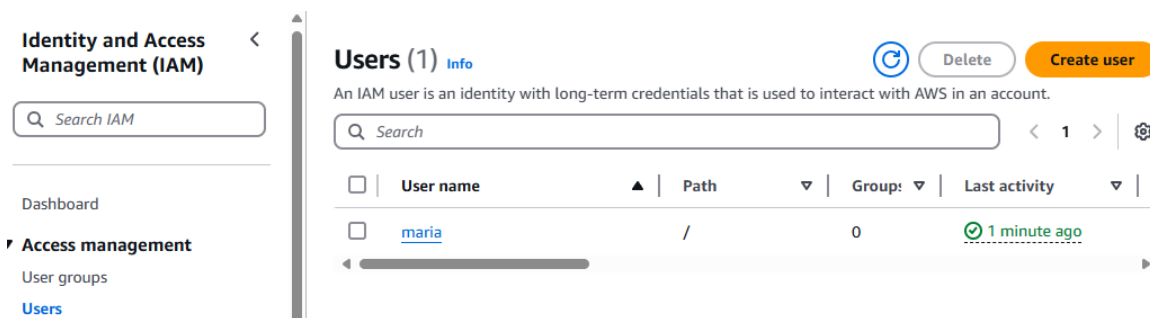 Identity and Access
Management (IAM)
Search IAM
Dashboard
Access management
User groups
Users
Users (1) Info
Delete
Create user
An IAM user is an identity with long-term credentials that is used to interact with AWS in an account.
Search
1
User name Path Groups Last activity
maria / 0 1 minute ago